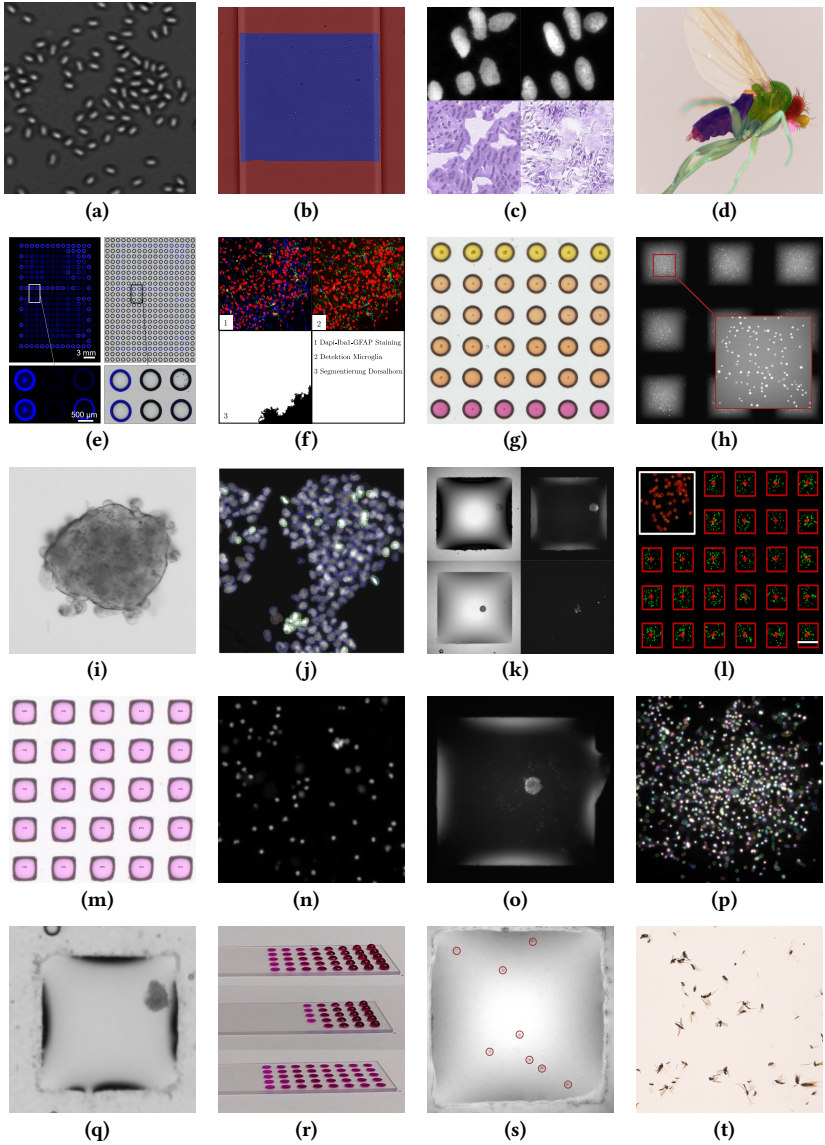 (a) (b) (c) (d)
3 mm
500 µm
1 2
1 Dapi-Iba1-GFAP Staining
2 Detektion Microglia
3 Segmentierung Dorsalhorn
3
(e) (f) (g) (h)
(i) (j) (k) (l)
(m) (n) (o) (p)
(q) (r) (s) (t)